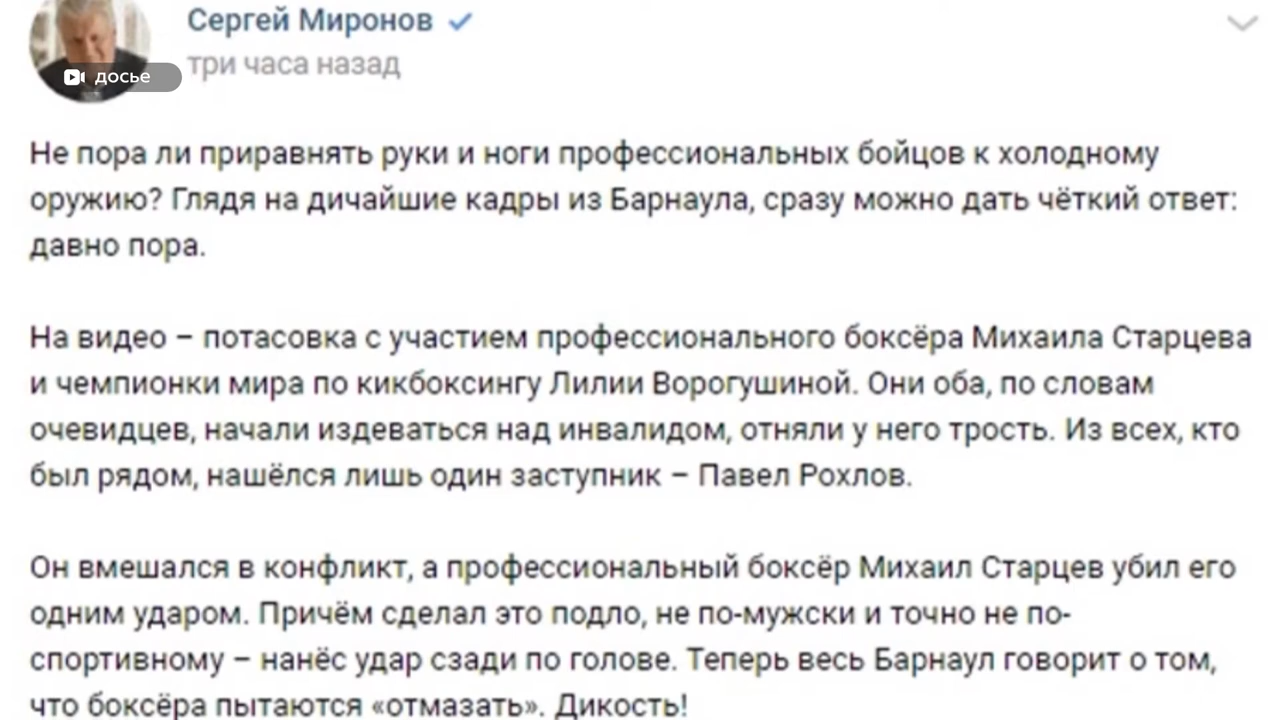 Сергей Миронов
досье
три часа назад
Не пора ли приравнять руки и ноги профессиональных бойцов к холодному
оружию? Глядя на дичайшие кадры из Барнаула, сразу можно дать чёткий ответ:
давно пора.
На видео – потасовка с участием профессионального боксёра Михаила Старцева
и чемпионки мира по кикбоксингу Лилии Ворогушиной. Они оба, по словам
очевидцев, начали издеваться над инвалидом, отняли у него трость. Из всех, кто
был рядом, нашёлся лишь один заступник – Павел Рохлов.
Он вмешался в конфликт, а профессиональный боксёр Михаил Старцев убил его
одним ударом. Причём сделал это подло, не по-мужски и точно не по-
спортивному – нанёс удар сзади по голове. Теперь весь Барнаул говорит о том,
что боксёра пытаются «отмазать». Дикость!